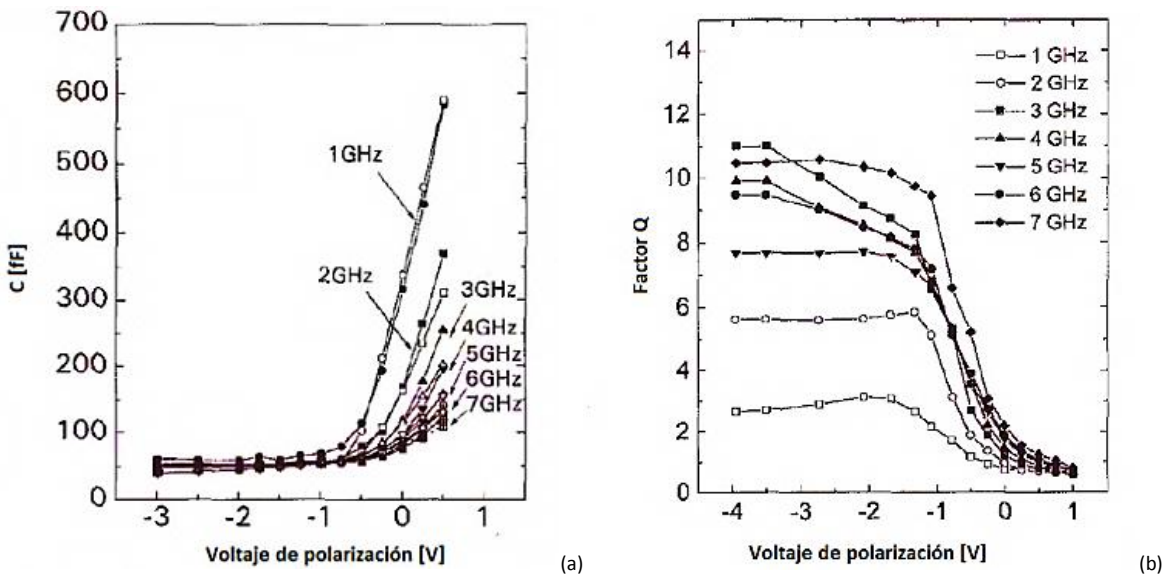 700
600
500
400
300
200
100
0
-3
-2
-1
0
1
C [fF]
1GHz
2GHz
3GHz
4GHz
5GHz
6GHz
7GHz
Voltaje de polarización [V]
(a)
14
12
10
8
6
4
2
0
-4
-3
-2
-1
0
1
Factor Q
1 GHz
2 GHz
3 GHz
4 GHz
5 GHz
6 GHz
7 GHz
Voltaje de polarización [V]
(b)